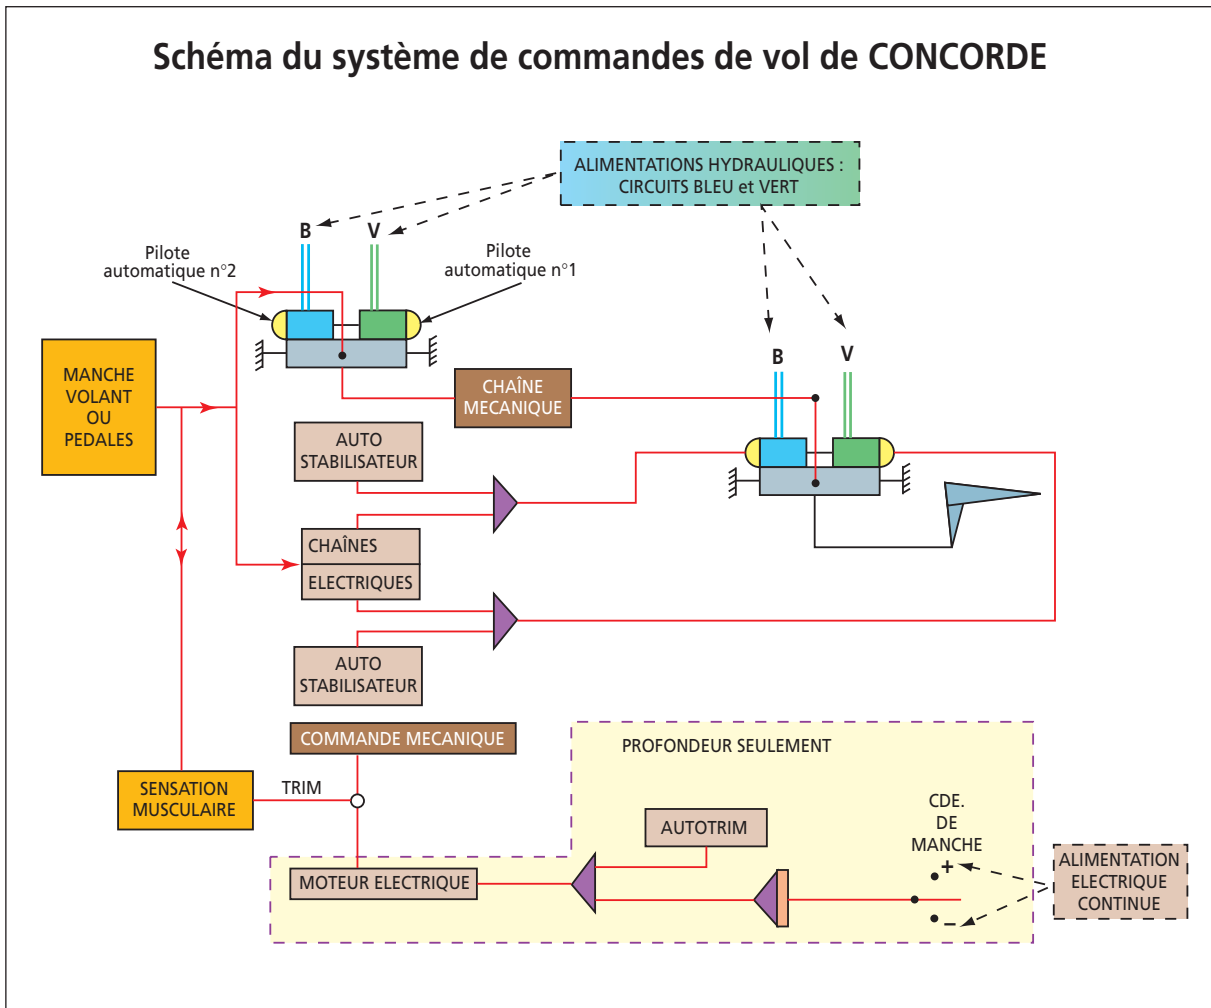 Schéma du système de commandes de vol de CONCORDE
ALIMENTATIONS HYDRAULIQUES :
CIRCUITS BLEU et VERT
B
V
Pilote
automatique n°2
Pilote
automatique n°1
MANCHE
VOLANT
OU
PEDALES
CHAÎNE
MECANIQUE
B
V
AUTO
STABILISATEUR
CHAÎNES
ELECTRIQUES
AUTO
STABILISATEUR
COMMANDE MECANIQUE
PROFONDEUR SEULEMENT
SENSATION
MUSCULAIRE
TRIM
AUTOTRIM
CDE.
DE
MANCHE
+
−
MOTEUR ELECTRIQUE
ALIMENTATION
ELECTRIQUE
CONTINUE